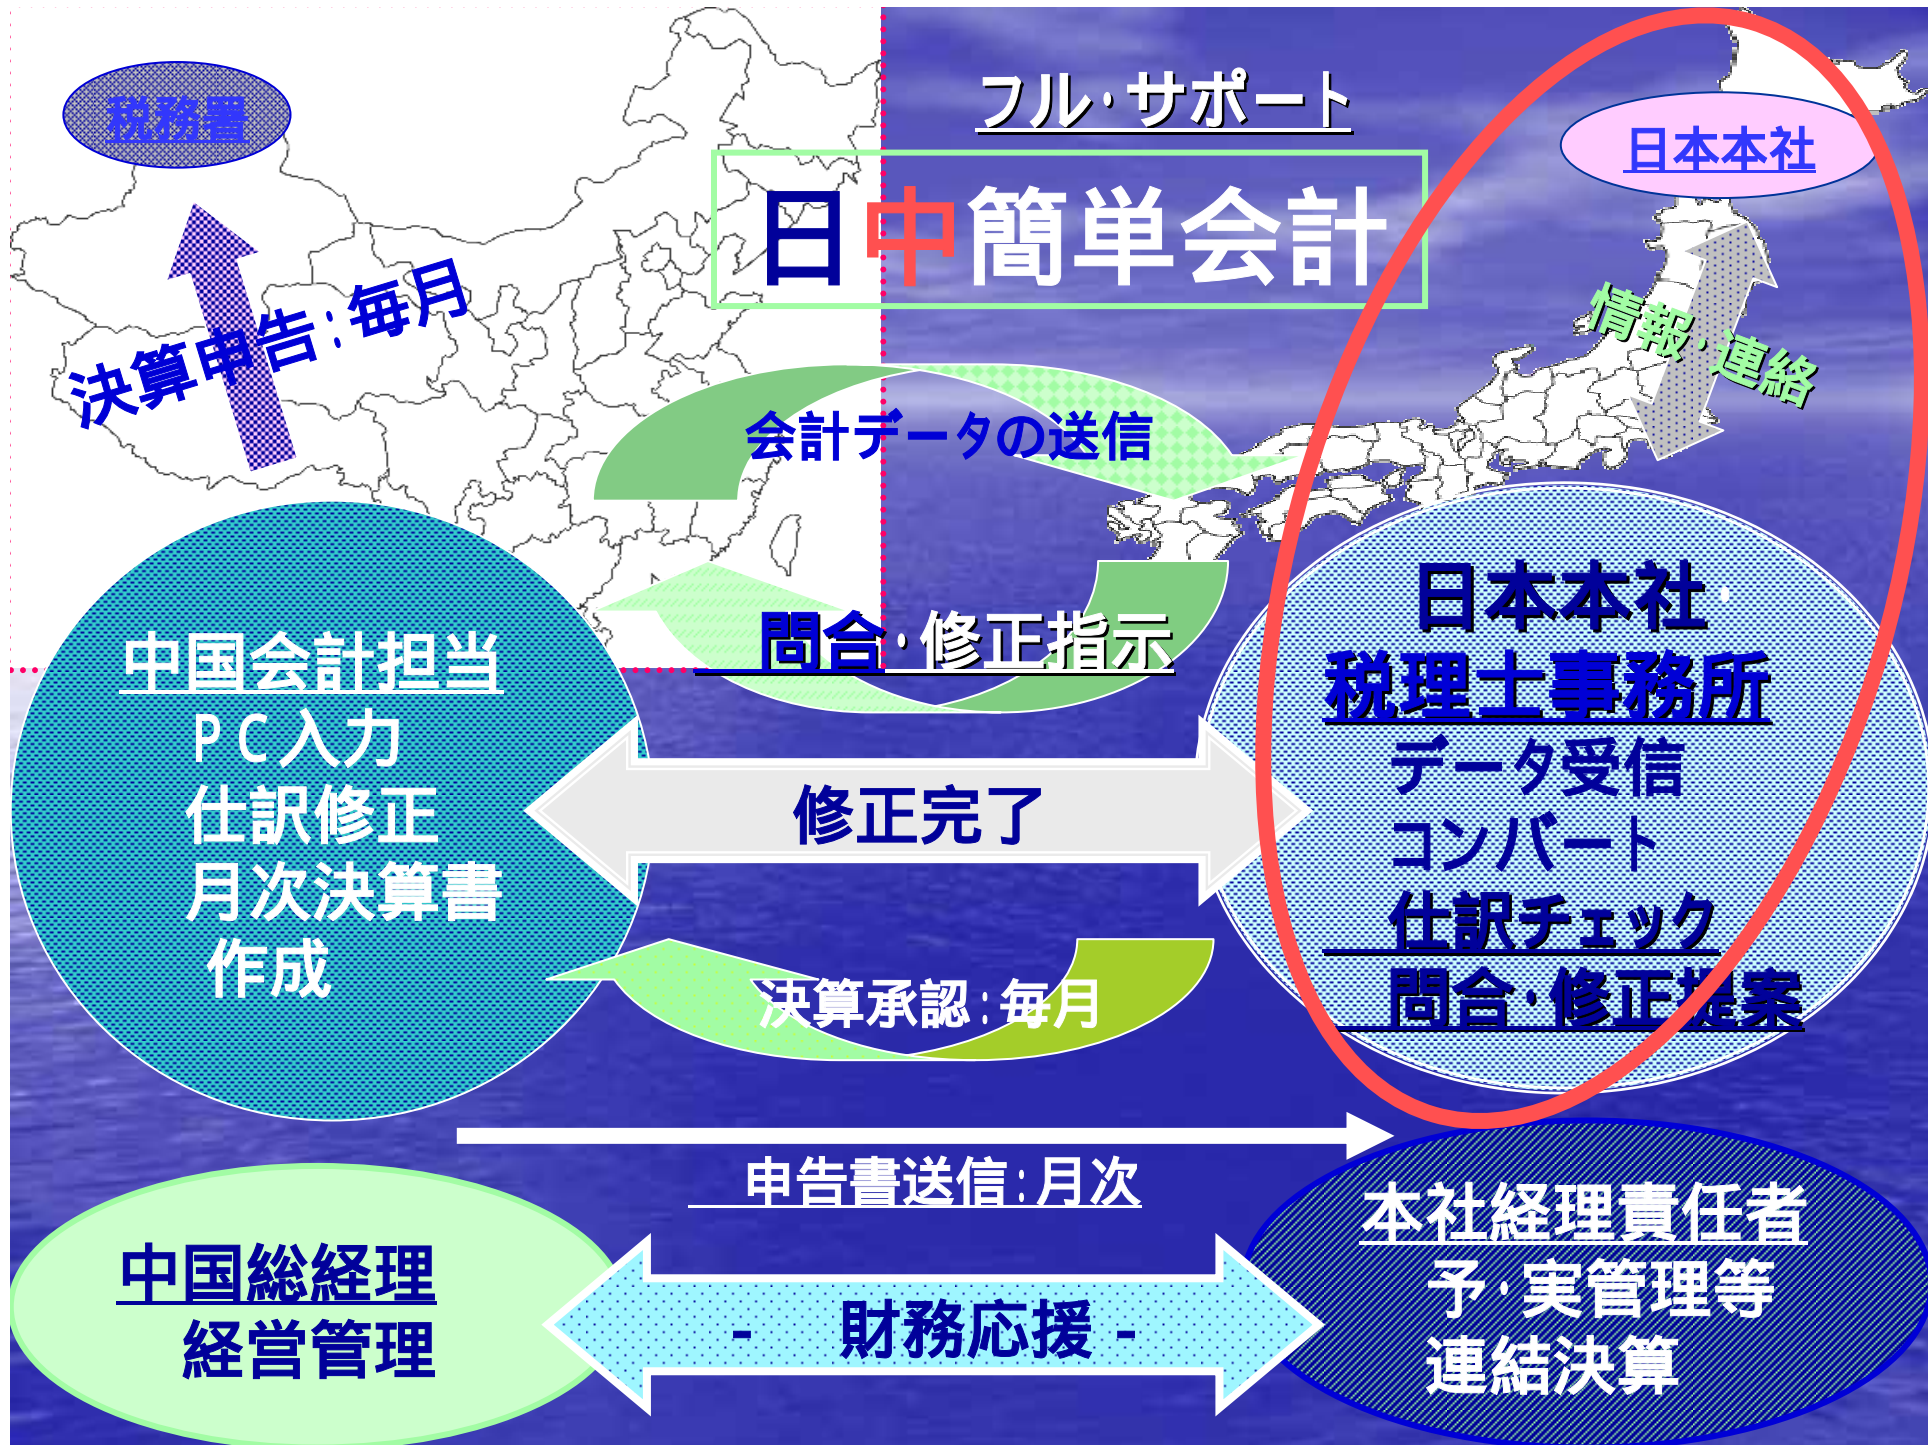 フル・サポート
税務署
日本本社
日中簡単会計
決算申告:毎月
情報・連絡
会計データの送信
問合・修正指示
中国会計担当
PC入力
仕訳修正
月次決算書
作成
日本本社・
税理士事務所
データ受信
コンバート
仕訳チェック
問合・修正提案
修正完了
決算承認:毎月
申告書送信:月次
中国総経理
経営管理
- 財務応援 -
本社経理責任者
予・実管理等
連結決算